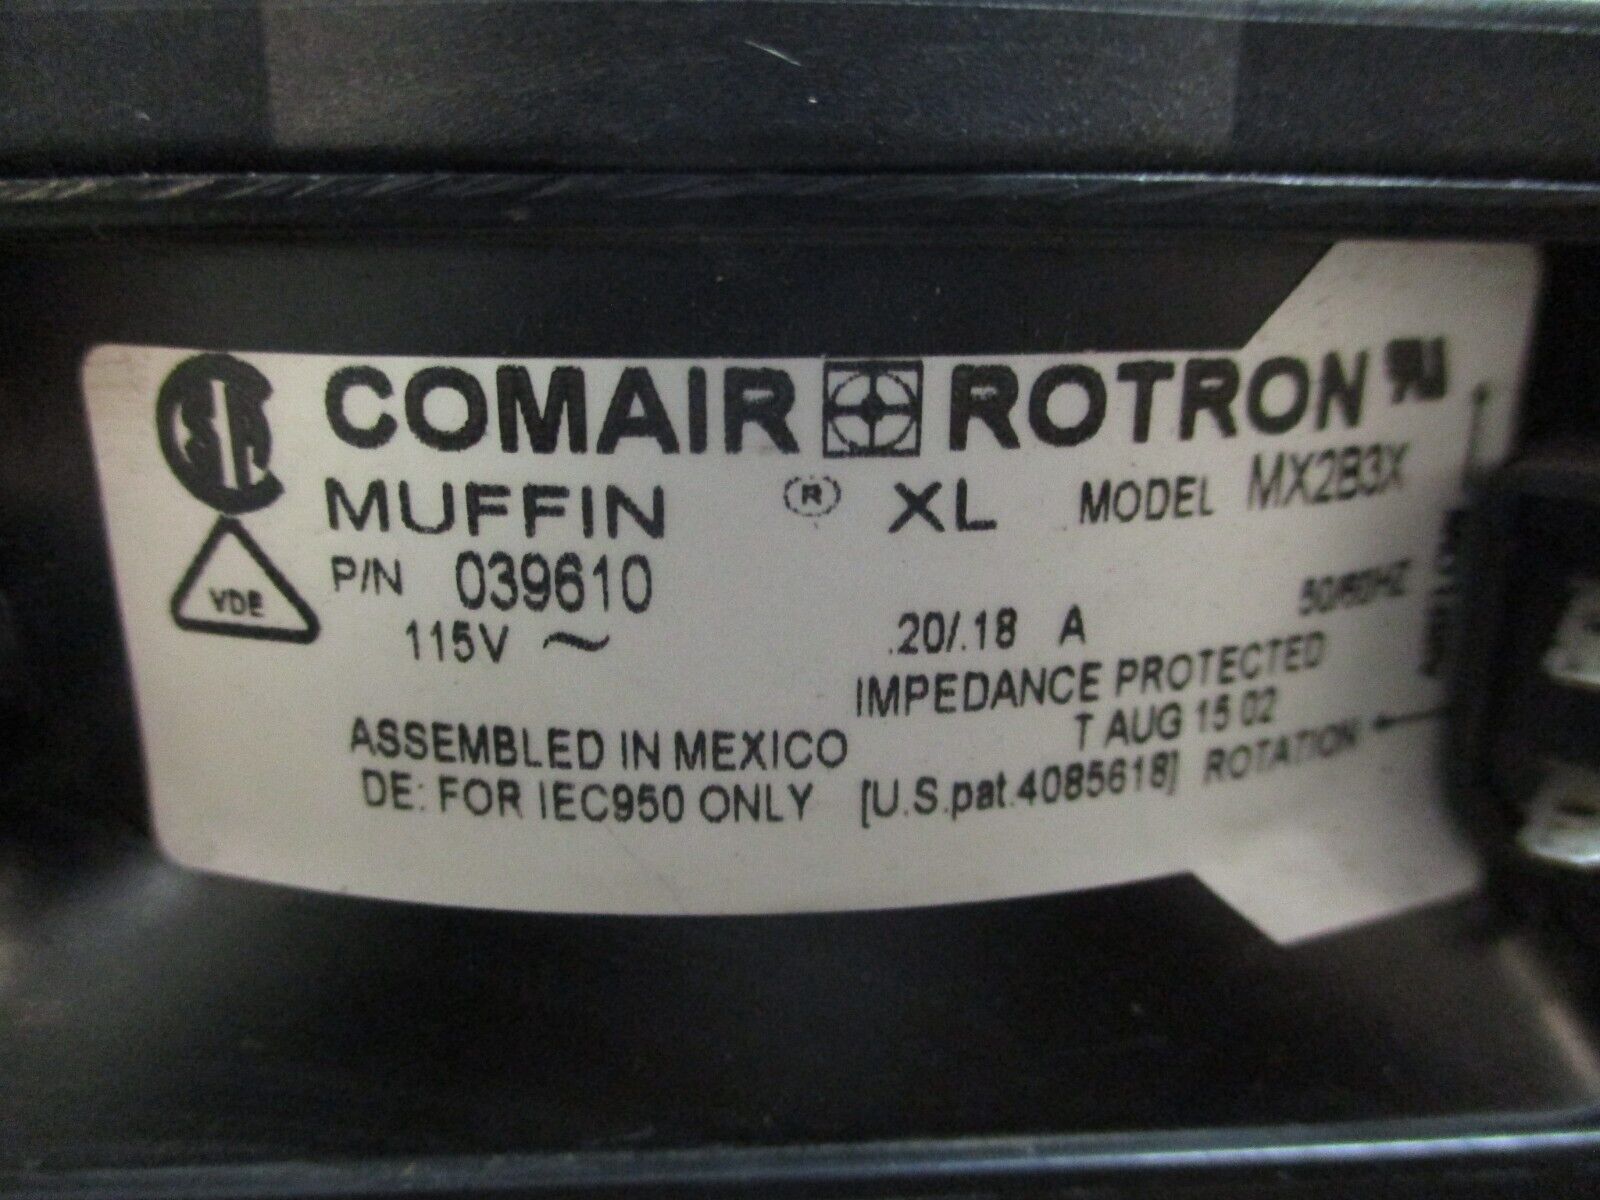 COMAIR ROTRON
MUFFIN ® XL MODEL MX2B3X
P/N 039610
115V ~ .20/.18 A 50/60HZ
IMPEDANCE PROTECTED
T AUG 15 02
ASSEMBLED IN MEXICO
DE: FOR IEC950 ONLY [U.S.pat.4085618] ROTATION
VDE